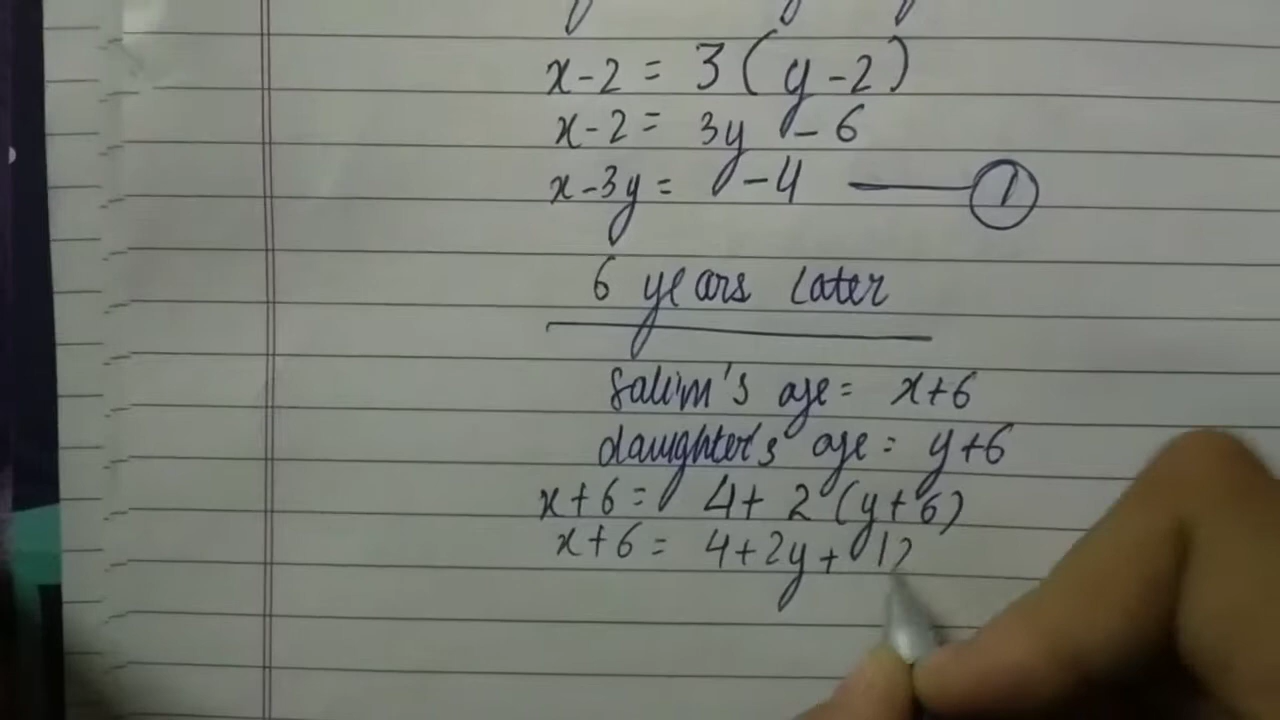 x-2 = 3(y-2)
x-2 = 3y -6
x-3y = -4 — ①
6 years later
Salim's age = x+6
daughter's age = y+6
x+6 = 4+ 2(y+6)
x+6 = 4+2y+ 12